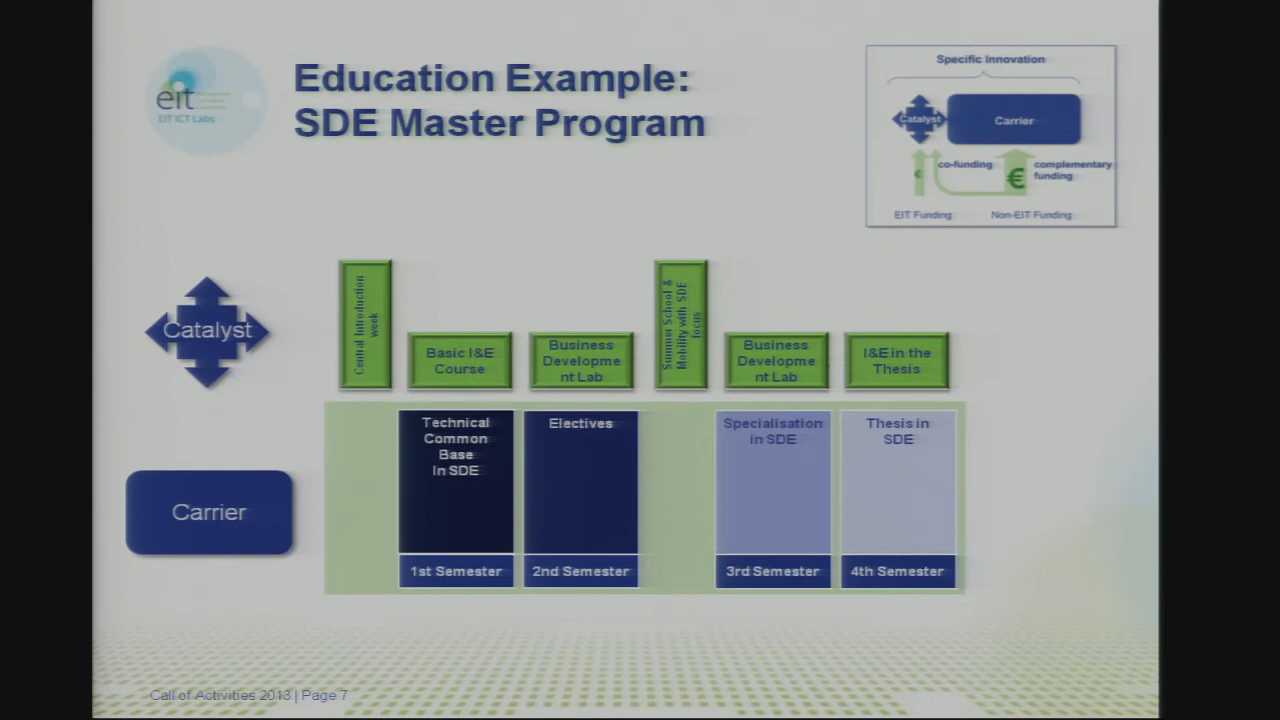 Education Example:
SDE Master Program
eit
EIT ICT Labs
Specific Innovation
Catalyst
Carrier
co-funding
complementary
funding
€
€
EIT Funding
Non-EIT Funding
Catalyst
Central Introduction
week
Basic I&E
Course
Business
Developme
nt Lab
Summer School &
Mobility with SDE
focus
Business
Developme
nt Lab
I&E in the
Thesis
Carrier
Technical
Common
Base
In SDE
Electives
Specialisation
in SDE
Thesis in
SDE
1st Semester
2nd Semester
3rd Semester
4th Semester
Call of Activities 2013 | Page 7